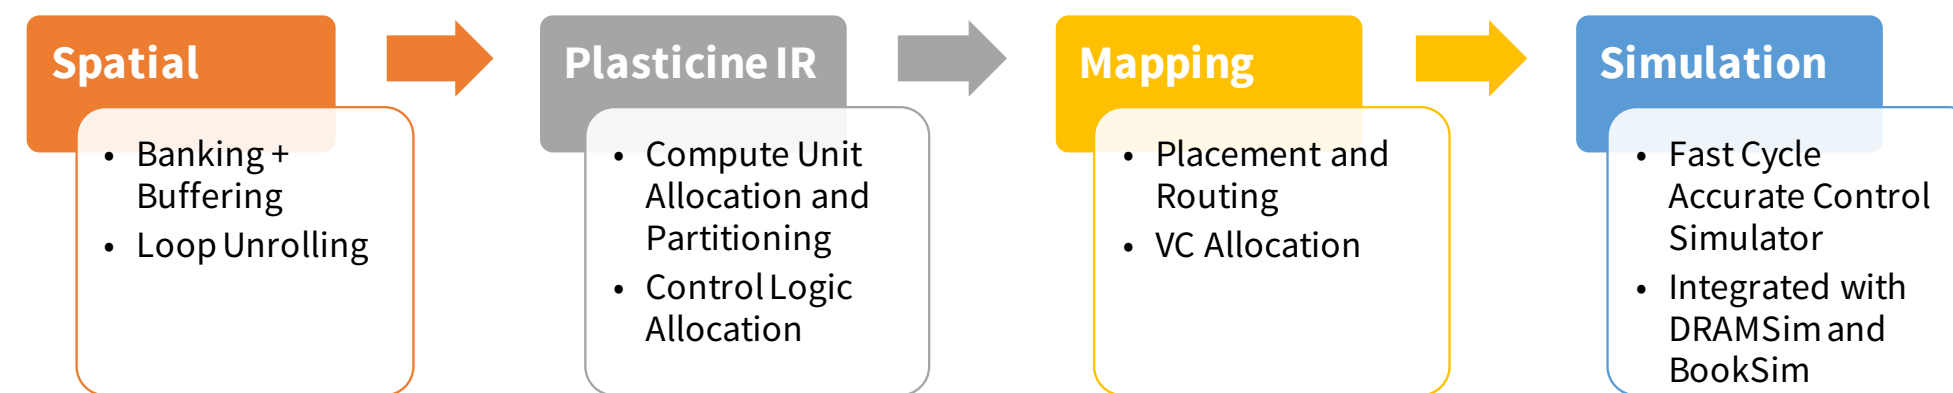 Spatial
• Banking +
Buffering
• Loop Unrolling
Plasticine IR
• Compute Unit
Allocation and
Partitioning
• Control Logic
Allocation
Mapping
• Placement and
Routing
• VC Allocation
Simulation
• Fast Cycle
Accurate Control
Simulator
• Integrated with
DRAMSim and
BookSim